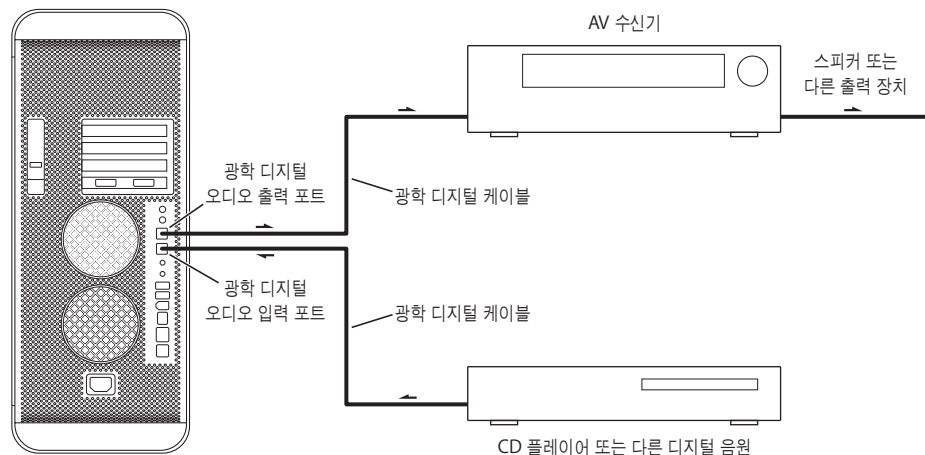 AV 수신기
스피커 또는
다른 출력 장치
광학 디지털
오디오 출력 포트
광학 디지털 케이블
광학 디지털
오디오 입력 포트
광학 디지털 케이블
CD 플레이어 또는 다른 디지털 음원